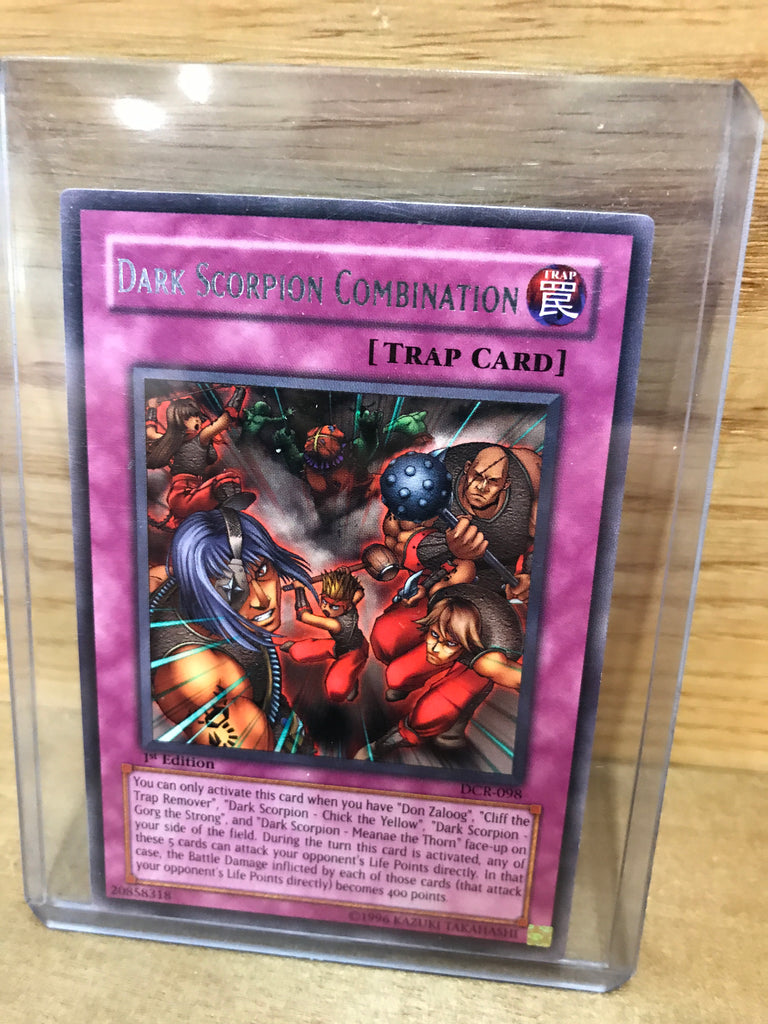 DARK SCORPION COMBINATION
TRAP
罠
[TRAP CARD]
1st Edition
DCR-098
You can only activate this card when you have "Don Zaloog", "Cliff the
Trap Remover", "Dark Scorpion - Chick the Yellow", "Dark Scorpion -
Gorg the Strong", and "Dark Scorpion - Meanae the Thorn" face-up on
your side of the field. During the turn this card is activated, any of
these 5 cards can attack your opponent's Life Points directly. In that
case, the Battle Damage inflicted by each of those cards (that attack
your opponent's Life Points directly) becomes 400 points.
20858318
©1996 KAZUKI TAKAHASHI